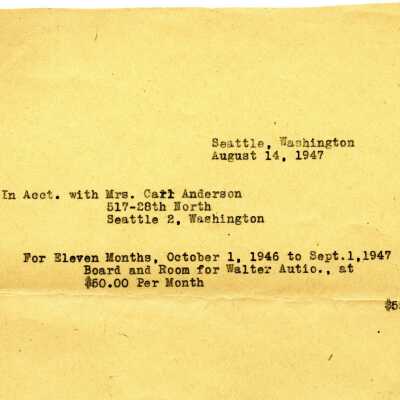 Seattle, Washington
August 14, 1947
In Acct. with Mrs. Carl Anderson
517-28th North
Seattle 2, Washington
For Eleven Months, October 1, 1946 to Sept.1,1947
Board and Room for Walter Autio., at
$50.00 Per Month